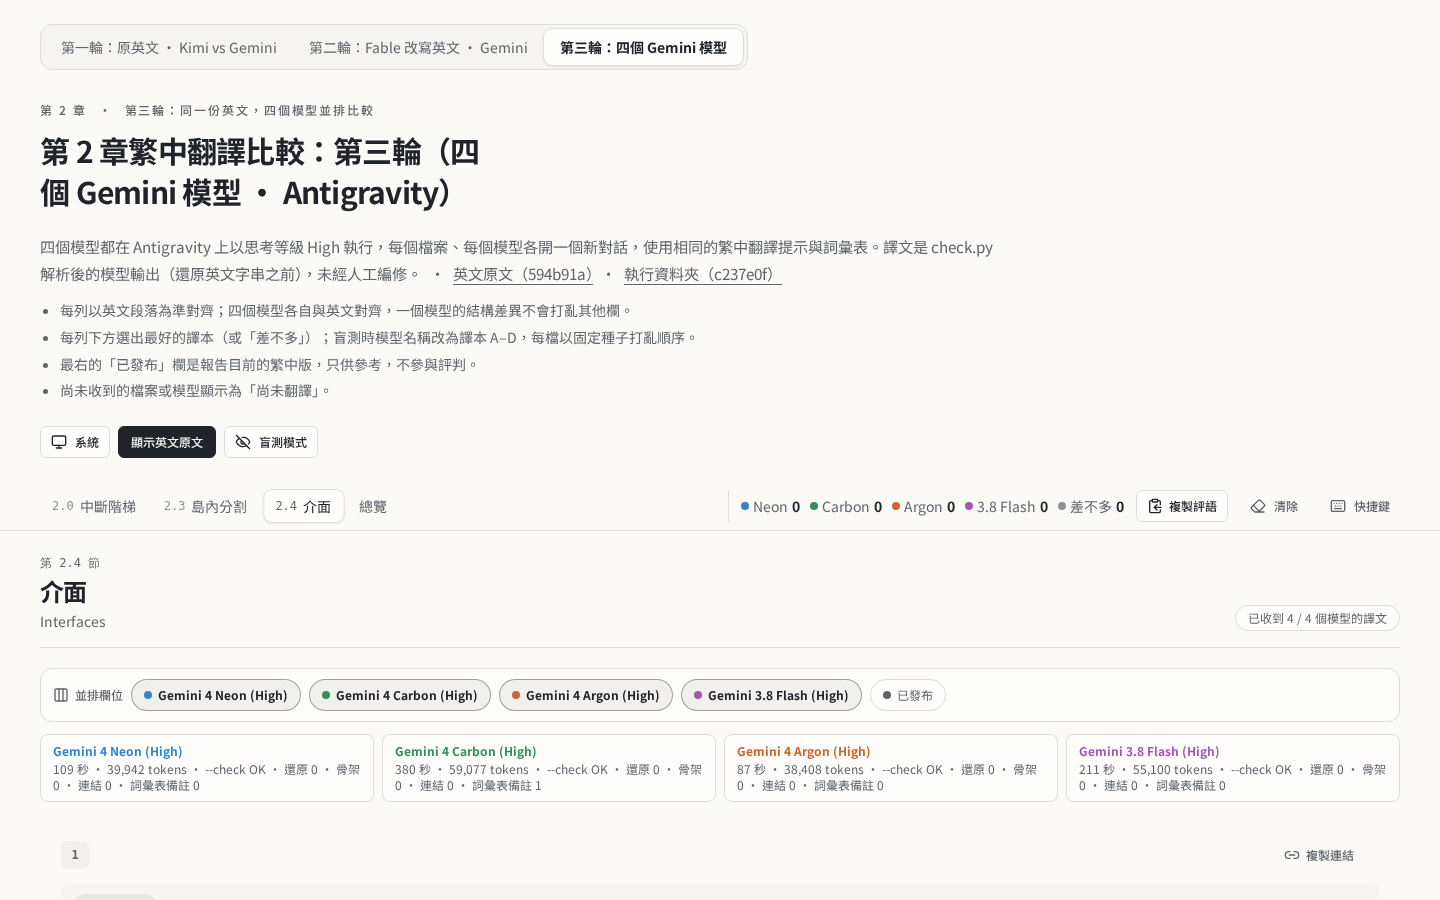 第一輪：原英文 · Kimi vs Gemini
第二輪：Fable 改寫英文 · Gemini
第三輪：四個 Gemini 模型
第 2 章 · 第三輪：同一份英文，四個模型並排比較
第 2 章繁中翻譯比較：第三輪（四
個 Gemini 模型 · Antigravity）
四個模型都在 Antigravity 上以思考等級 High 執行，每個檔案、每個模型各開一個新對話，使用相同的繁中翻譯提示與詞彙表。譯文是 check.py
解析後的模型輸出（還原英文字串之前），未經人工編修。 · 英文原文（594b91a） · 執行資料夾（c237e0f）
每列以英文段落為準對齊；四個模型各自與英文對齊，一個模型的結構差異不會打亂其他欄。
每列下方選出最好的譯本（或「差不多」）；盲測時模型名稱改為譯本 A–D，每檔以固定種子打亂順序。
最右的「已發布」欄是報告目前的繁中版，只供參考，不參與評判。
尚未收到的檔案或模型顯示為「尚未翻譯」。
系統
顯示英文原文
盲測模式
2.0 中斷階梯
2.3 島內分割
2.4 介面
總覽
Neon 0
Carbon 0
Argon 0
3.8 Flash 0
差不多 0
複製評語
清除
快捷鍵
第 2.4 節
介面
Interfaces
已收到 4 / 4 個模型的譯文
並排欄位
Gemini 4 Neon (High)
Gemini 4 Carbon (High)
Gemini 4 Argon (High)
Gemini 3.8 Flash (High)
已發布
Gemini 4 Neon (High)
109 秒 · 39,942 tokens · --check OK · 還原 0 · 骨架
0 · 連結 0 · 詞彙表備註 0
Gemini 4 Carbon (High)
380 秒 · 59,077 tokens · --check OK · 還原 0 · 骨架
0 · 連結 0 · 詞彙表備註 1
Gemini 4 Argon (High)
87 秒 · 38,408 tokens · --check OK · 還原 0 · 骨架
0 · 連結 0 · 詞彙表備註 0
Gemini 3.8 Flash (High)
211 秒 · 55,100 tokens · --check OK · 還原 0 · 骨架
0 · 連結 0 · 詞彙表備註 0
1
複製連結